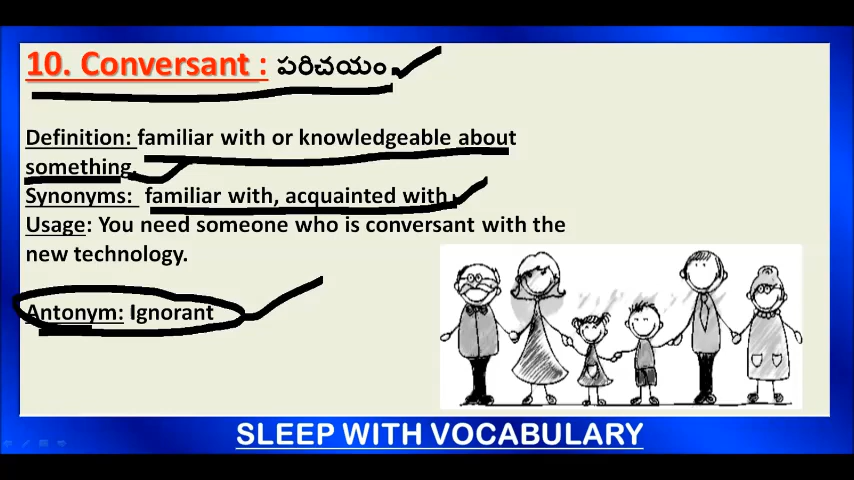 10. Conversant : పరిచయం
Definition: familiar with or knowledgeable about
something.
Synonyms: familiar with, acquainted with
Usage: You need someone who is conversant with the
new technology.
Antonym: Ignorant
SLEEP WITH VOCABULARY